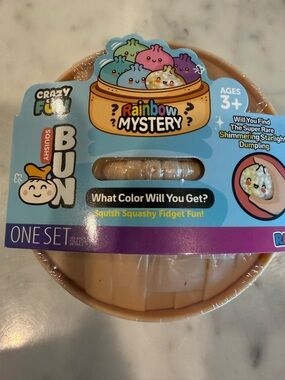 CRAZY
FUN
SQUISHY
BUN
Rainbow
? MYSTERY ?
AGES
3+
Will You Find
The Super Rare
Shimmering Starlight
Dumpling
What Color Will You Get?
Squish Squashy Fidget Fun!
ONE SET
R